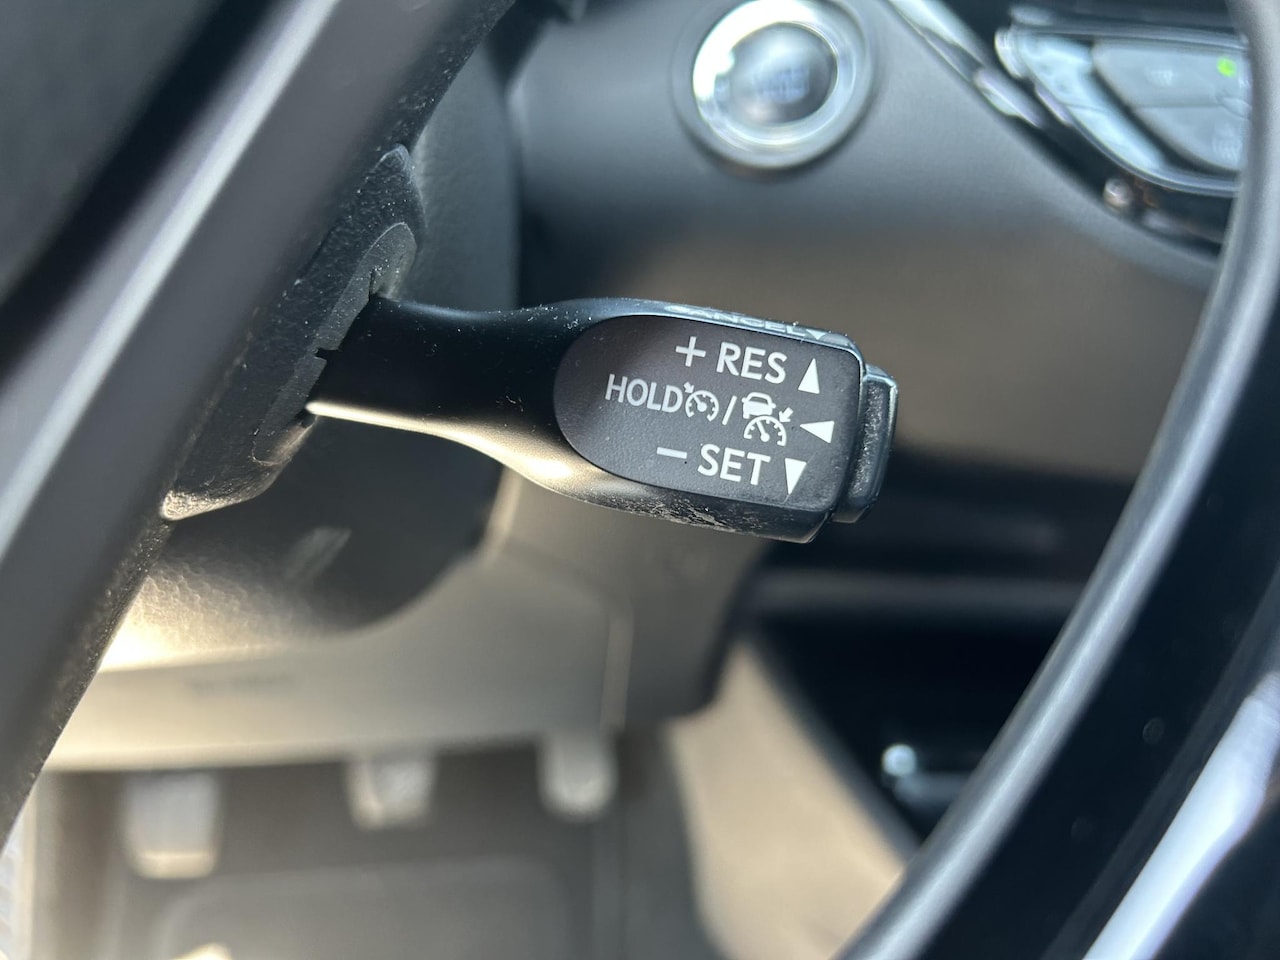 CANCEL▼
+ RES ▲
HOLD / ◀
− SET ▼